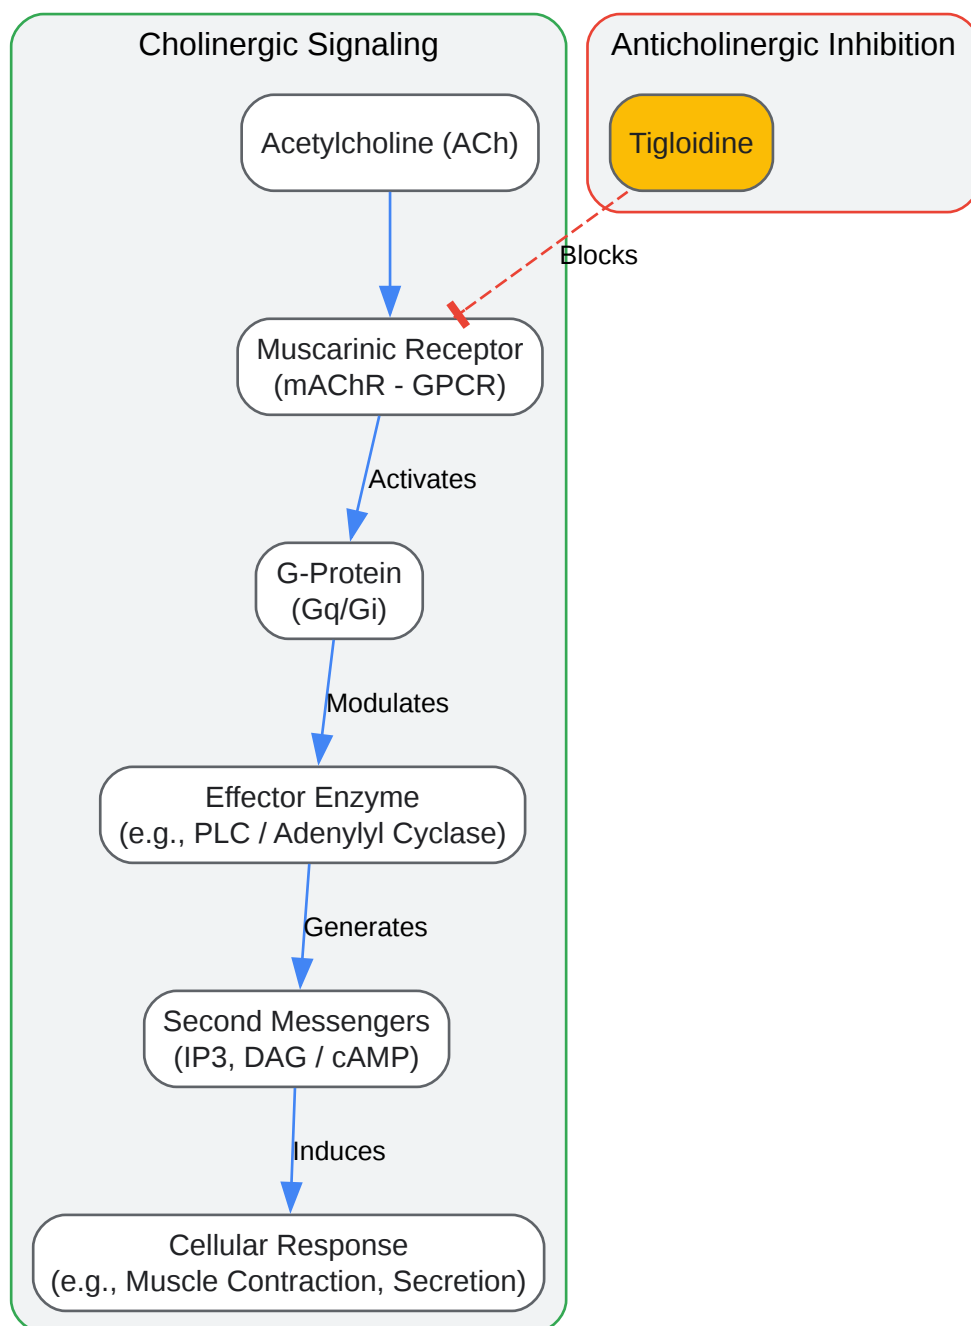 Cholinergic Signaling
Anticholinergic Inhibition
Acetylcholine (ACh)
Tigloidine
Blocks
Muscarinic Receptor
(mAChR - GPCR)
Activates
G-Protein
(Gq/Gi)
Modulates
Effector Enzyme
(e.g., PLC / Adenylyl Cyclase)
Generates
Second Messengers
(IP3, DAG / cAMP)
Induces
Cellular Response
(e.g., Muscle Contraction, Secretion)